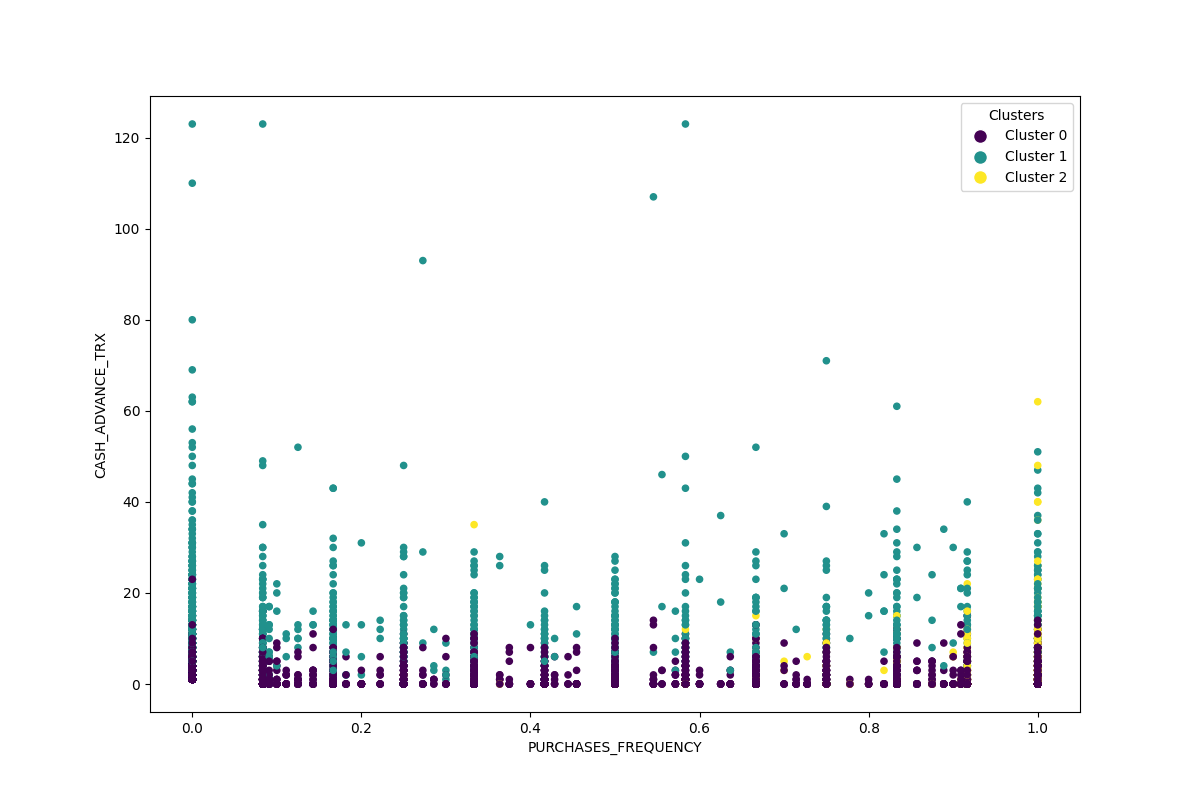 Clusters
Cluster 0
Cluster 1
Cluster 2
120
100
80
60
40
20
0
CASH_ADVANCE_TRX
0.0 0.2 0.4 0.6 0.8 1.0
PURCHASES_FREQUENCY